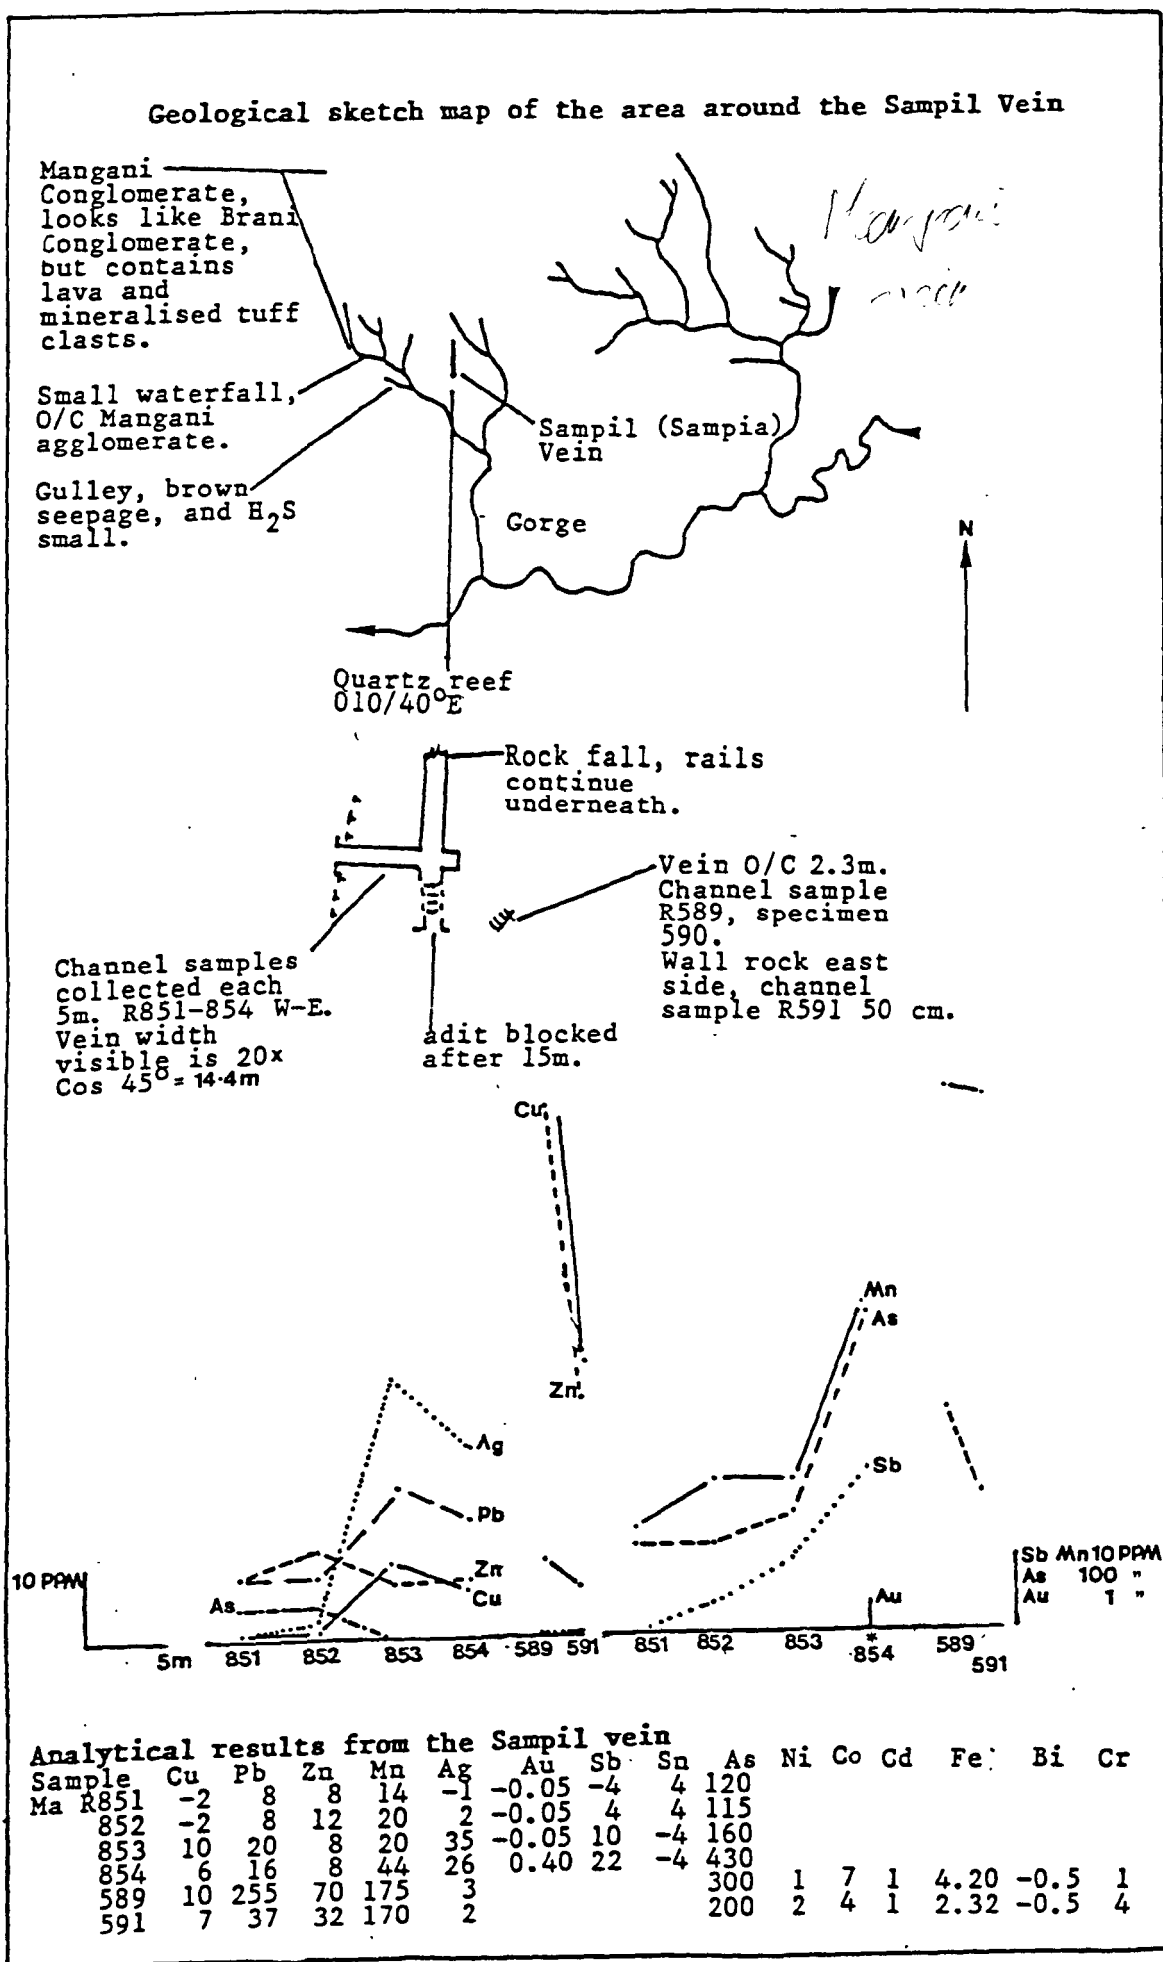 Geological sketch map of the area around the Sampil Vein
Mangani
Conglomerate,
looks like Brani
Conglomerate,
but contains
lava and
mineralised tuff
clasts.
Mangani
Small waterfall,
O/C Mangani
agglomerate.
Sampil (Sampia)
Vein
Gulley, brown
seepage, and H₂S
small.
Gorge
N
Quartz reef
010/40°E
Rock fall, rails
continue
underneath.
Vein O/C 2.3m.
Channel sample
R589, specimen
590.
Wall rock east
side, channel
sample R591 50 cm.
Channel samples
collected each
5m. R851-854 W-E.
Vein width
visible is 20x
Cos 45° = 14·4m
adit blocked
after 15m.
Cu
Zn
Ag
Pb
Zn
Cu
As
10 PPM
5m 851 852 853 854 589 591
Mn
As
Sb
Au
Sb Mn 10 PPM
As 100 "
Au 1 "
851 852 853 *854 589 591
Analytical results from the Sampil vein
Sample Cu Pb Zn Mn Ag Au Sb Sn As Ni Co Cd Fe Bi Cr
Ma R851 -2 8 8 14 -1 -0.05 -4 4 120
852 -2 8 12 20 2 -0.05 4 4 115
853 10 20 8 20 35 -0.05 10 -4 160
854 6 16 8 44 26 0.40 22 -4 430
589 10 255 70 175 3 300 1 7 1 4.20 -0.5 1
591 7 37 32 170 2 200 2 4 1 2.32 -0.5 4